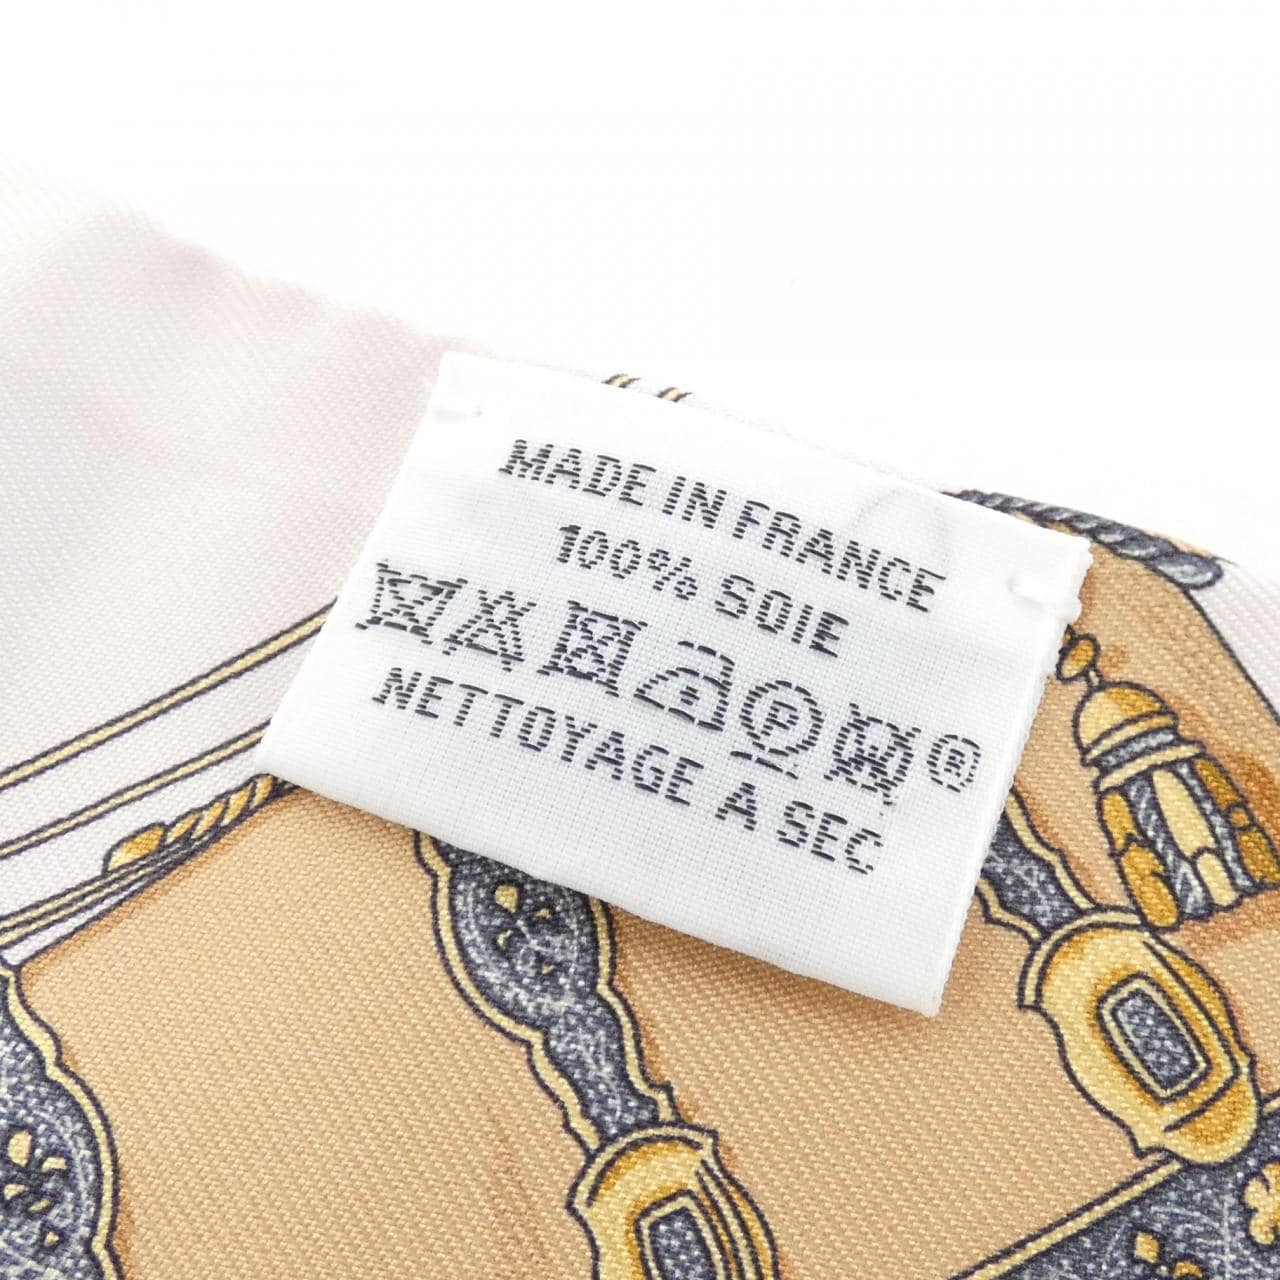 MADE IN FRANCE
100% SOIE
P ®
NETTOYAGE A SEC